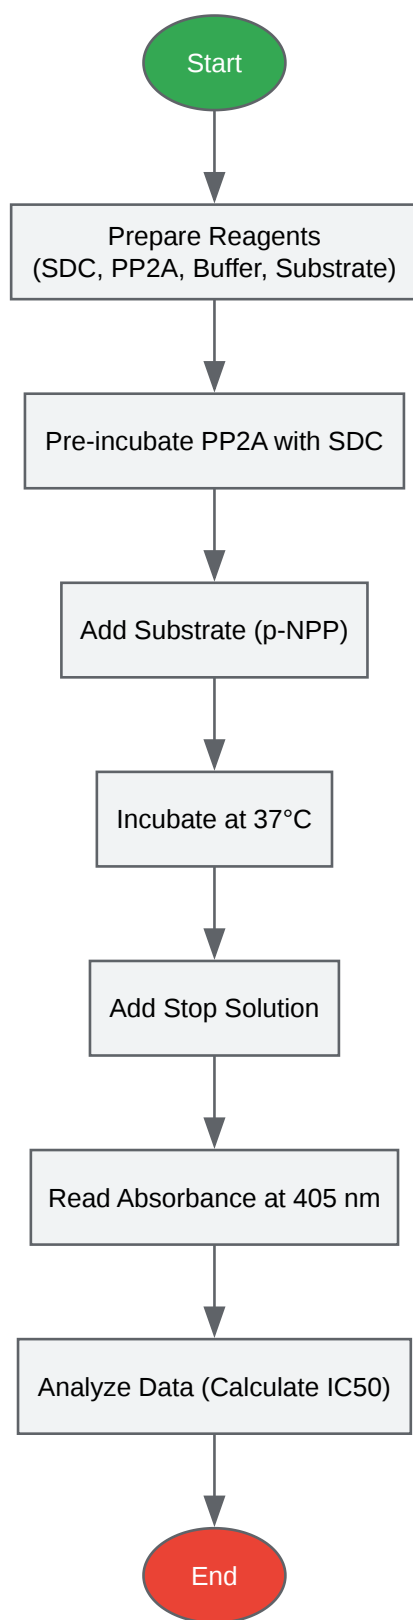 Start
Prepare Reagents
(SDC, PP2A, Buffer, Substrate)
Pre-incubate PP2A with SDC
Add Substrate (p-NPP)
Incubate at 37°C
Add Stop Solution
Read Absorbance at 405 nm
Analyze Data (Calculate IC50)
End